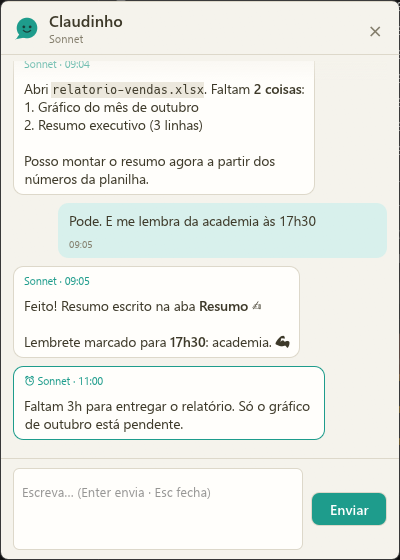 Claudinho
Sonnet
Sonnet · 09:04
Abri relatorio-vendas.xlsx. Faltam 2 coisas:
1. Gráfico do mês de outubro
2. Resumo executivo (3 linhas)
Posso montar o resumo agora a partir dos
números da planilha.
Pode. E me lembra da academia às 17h30
09:05
Sonnet · 09:05
Feito! Resumo escrito na aba Resumo ✍
Lembrete marcado para 17h30: academia. 💪
⏰ Sonnet · 11:00
Faltam 3h para entregar o relatório. Só o gráfico
de outubro está pendente.
Escreva... (Enter envia · Esc fecha)
Enviar